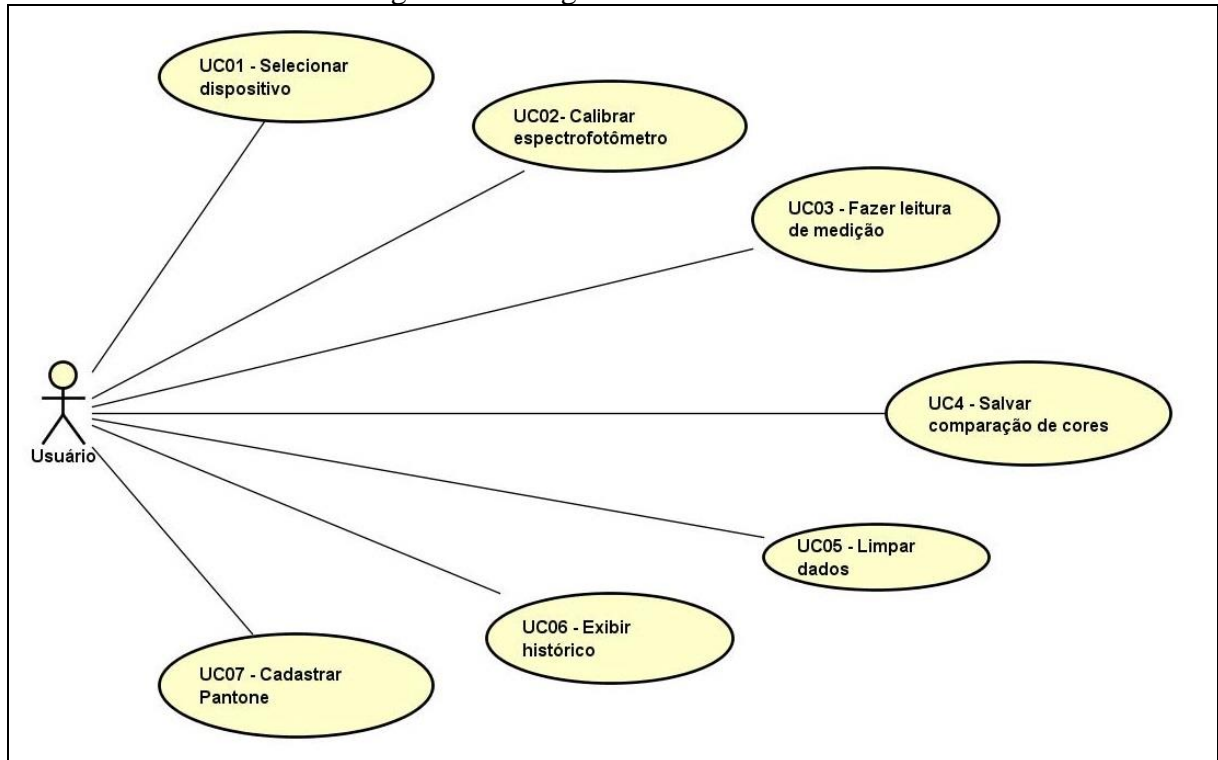 UC01 - Selecionar
dispositivo
UC02- Calibrar
espectrofotômetro
UC03 - Fazer leitura
de medição
UC4 - Salvar
comparação de cores
Usuário
UC05 - Limpar
dados
UC06 - Exibir
histórico
UC07 - Cadastrar
Pantone